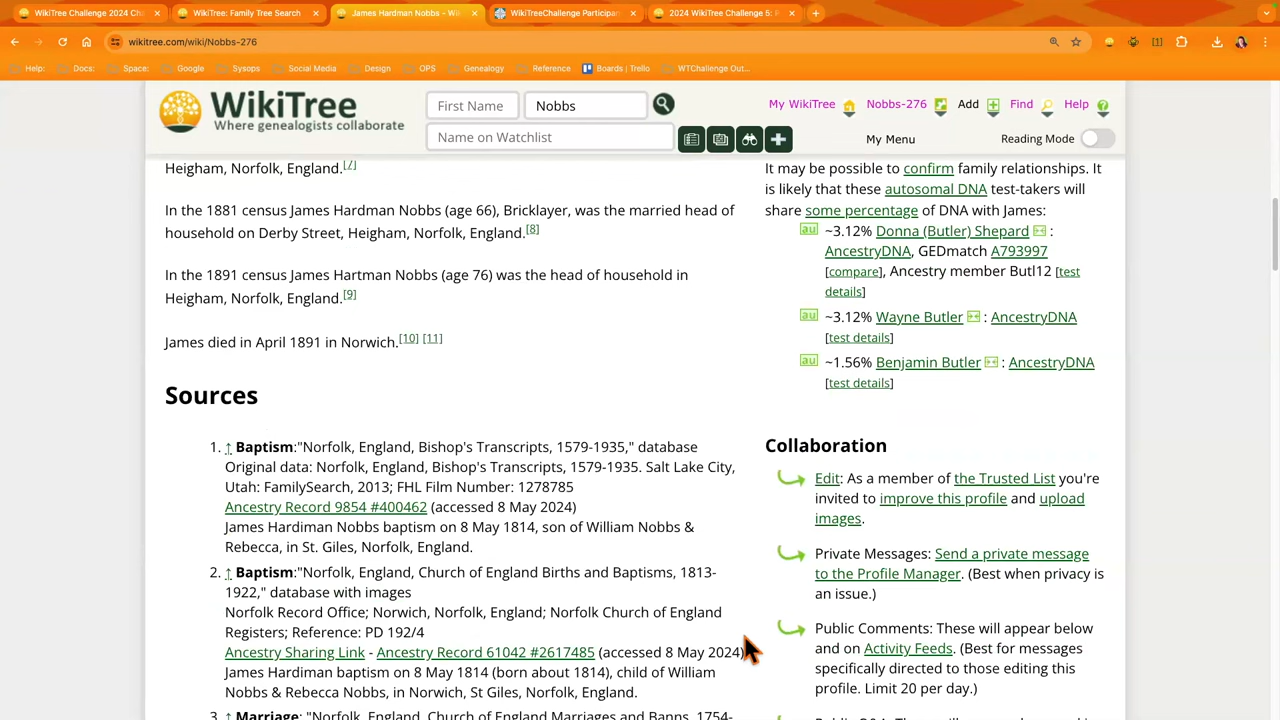 WikiTree Challenge 2024 Cha
WikiTree: Family Tree Search
James Hardman Nobbs - Wi
WikiTreeChallenge Participan
2024 WikiTree Challenge 5: F
wikitree.com/wiki/Nobbs-276
Help:
Docs:
Space:
Google
Sysops
Social Media
Design
OPS
Genealogy
Reference
Boards | Trello
WTChallenge Out...
WikiTree
Where genealogists collaborate
First Name
Nobbs
Name on Watchlist
My WikiTree
Nobbs-276
Add
Find
Help
My Menu
Reading Mode
Heigham, Norfolk, England.[7]
In the 1881 census James Hardman Nobbs (age 66), Bricklayer, was the married head of
household on Derby Street, Heigham, Norfolk, England.[8]
In the 1891 census James Hartman Nobbs (age 76) was the head of household in
Heigham, Norfolk, England.[9]
James died in April 1891 in Norwich.[10] [11]
Sources
1. ↑ Baptism:"Norfolk, England, Bishop's Transcripts, 1579-1935," database
Original data: Norfolk, England, Bishop's Transcripts, 1579-1935. Salt Lake City,
Utah: FamilySearch, 2013; FHL Film Number: 1278785
Ancestry Record 9854 #400462 (accessed 8 May 2024)
James Hardiman Nobbs baptism on 8 May 1814, son of William Nobbs &
Rebecca, in St. Giles, Norfolk, England.
2. ↑ Baptism:"Norfolk, England, Church of England Births and Baptisms, 1813-
1922," database with images
Norfolk Record Office; Norwich, Norfolk, England; Norfolk Church of England
Registers; Reference: PD 192/4
Ancestry Sharing Link - Ancestry Record 61042 #2617485 (accessed 8 May 2024)
James Hardiman baptism on 8 May 1814 (born about 1814), child of William
Nobbs & Rebecca Nobbs, in Norwich, St Giles, Norfolk, England.
3. ↑ Marriage: "Norfolk, England, Church of England Marriages and Banns, 1754-
It may be possible to confirm family relationships. It
is likely that these autosomal DNA test-takers will
share some percentage of DNA with James:
au ~3.12% Donna (Butler) Shepard :
AncestryDNA, GEDmatch A793997
[compare], Ancestry member Butl12 [test
details]
au ~3.12% Wayne Butler : AncestryDNA
[test details]
au ~1.56% Benjamin Butler : AncestryDNA
[test details]
Collaboration
Edit: As a member of the Trusted List you're
invited to improve this profile and upload
images.
Private Messages: Send a private message
to the Profile Manager. (Best when privacy is
an issue.)
Public Comments: These will appear below
and on Activity Feeds. (Best for messages
specifically directed to those editing this
profile. Limit 20 per day.)